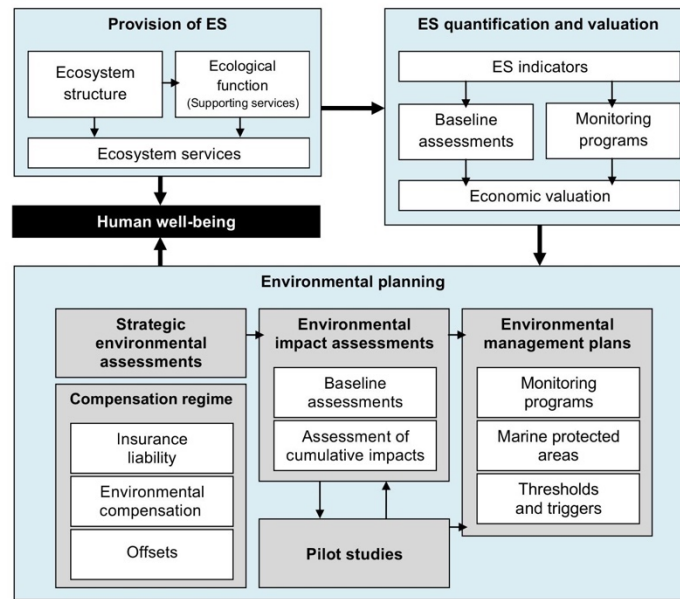 Provision of ES
Ecosystem
structure
Ecological
function
(Supporting services)
Ecosystem services
Human well-being
ES quantification and valuation
ES indicators
Baseline
assessments
Monitoring
programs
Economic valuation
Environmental planning
Strategic
environmental
assessments
Compensation regime
Insurance
liability
Environmental
compensation
Offsets
Environmental
impact assessments
Baseline
assessments
Assessment of
cumulative impacts
Pilot studies
Environmental
management plans
Monitoring
programs
Marine protected
areas
Thresholds
and triggers